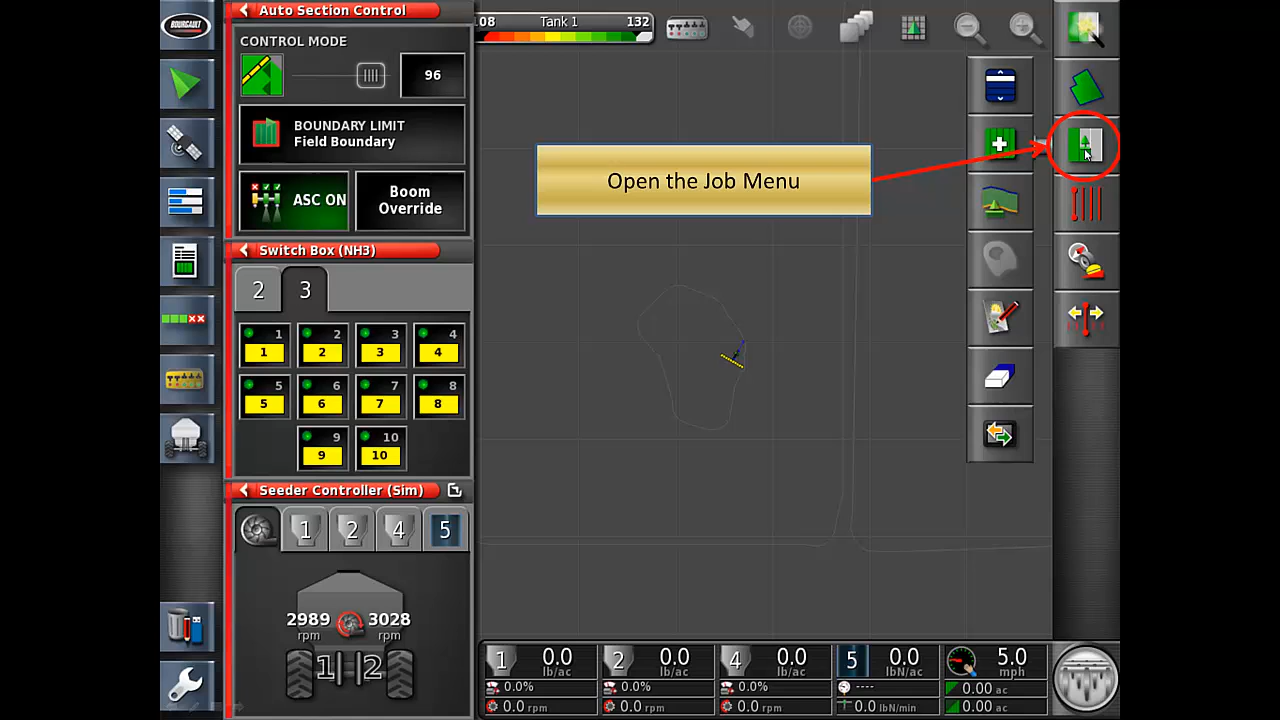 BOURGAULT
Auto Section Control
CONTROL MODE
96
BOUNDARY LIMIT
Field Boundary
ASC ON
Boom
Override
Switch Box (NH3)
2 3
1 2 3 4
1 2 3 4
5 6 7 8
5 6 7 8
9 10
9 10
Seeder Controller (Sim)
1 2 4 5
2989 3028
rpm rpm
1 2
108 Tank 1 132
Open the Job Menu
1 0.0 lb/ac
0.0%
0.0 rpm
2 0.0 lb/ac
0.0%
0.0 rpm
4 0.0 lb/ac
0.0%
0.0 rpm
5 0.0 lbN/ac
----
0.0 lbN/min
5.0 mph
0.00 ac
0.00 ac